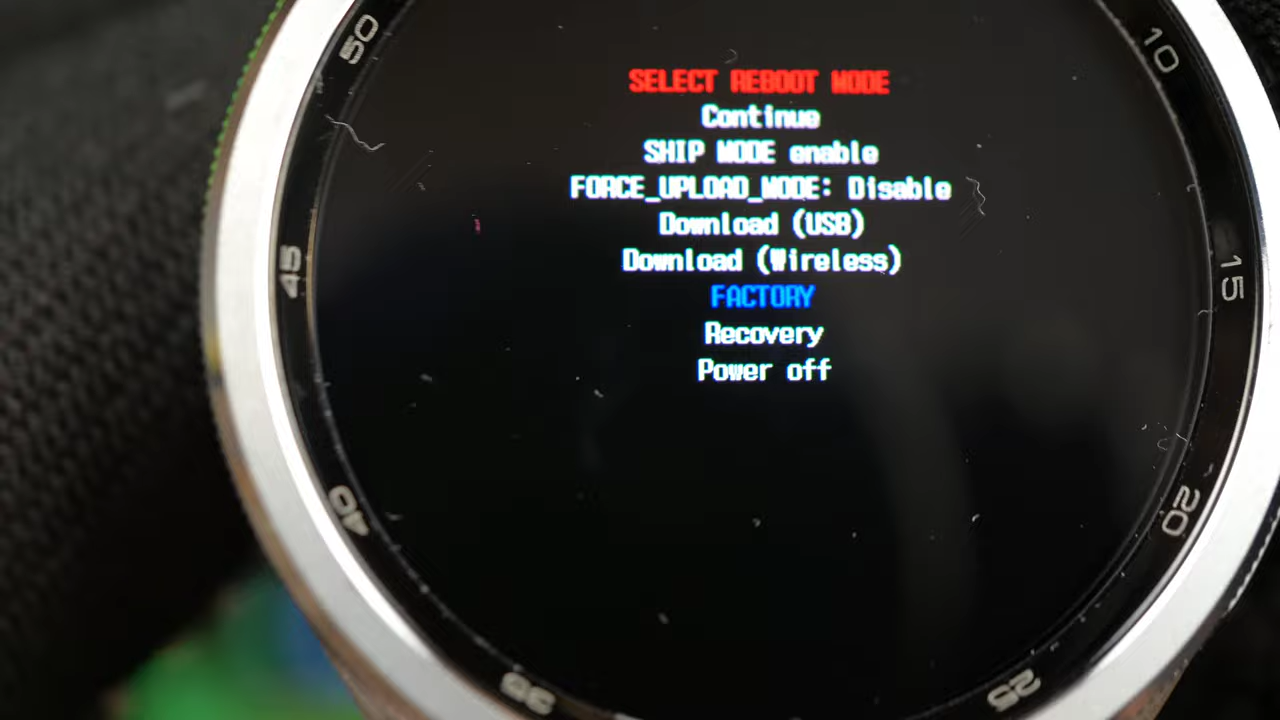 SELECT REBOOT MODE
Continue
SHIP MODE enable
FORCE_UPLOAD_MODE: Disable
Download (USB)
Download (Wireless)
FACTORY
Recovery
Power off
50
10
45
15
40
20
35
25